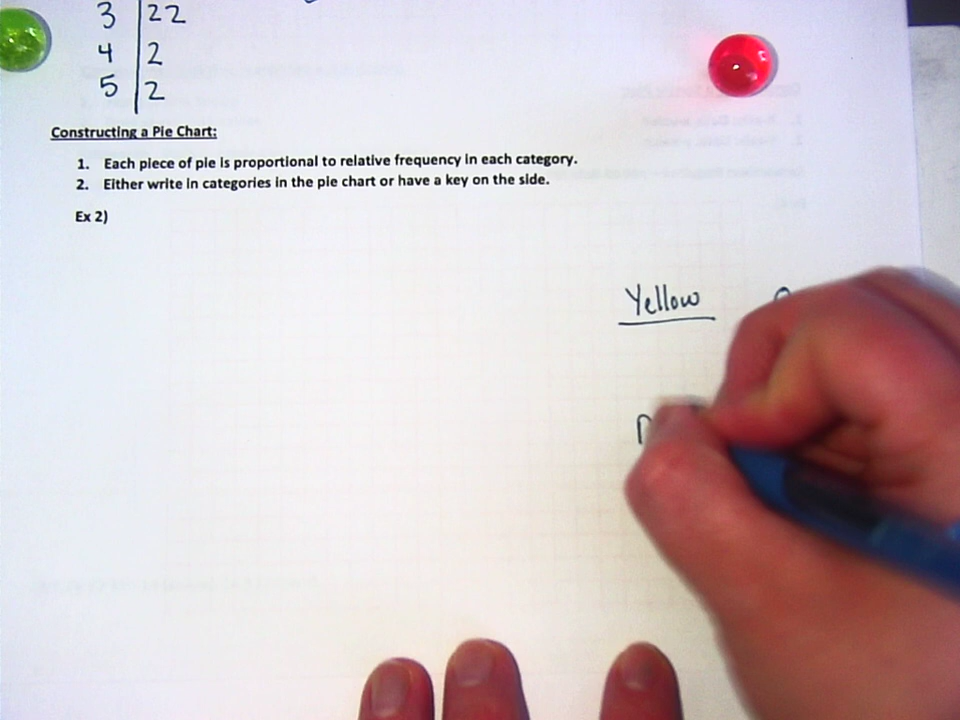 3 | 22
4 | 2
5 | 2
Constructing a Pie Chart:
1. Each piece of pie is proportional to relative frequency in each category.
2. Either write in categories in the pie chart or have a key on the side.
Ex 2)
Yellow